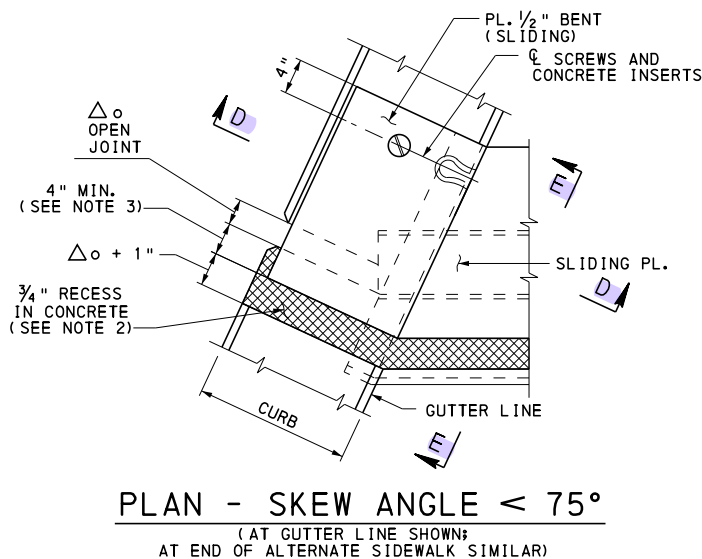 PL. ½" BENT
(SLIDING)
℄ SCREWS AND
CONCRETE INSERTS
4"
D
△o
OPEN
JOINT
E
4" MIN.
(SEE NOTE 3)
△o + 1"
SLIDING PL.
D
¾" RECESS
IN CONCRETE
(SEE NOTE 2)
CURB
GUTTER LINE
E
PLAN - SKEW ANGLE < 75°
(AT GUTTER LINE SHOWN;
AT END OF ALTERNATE SIDEWALK SIMILAR)